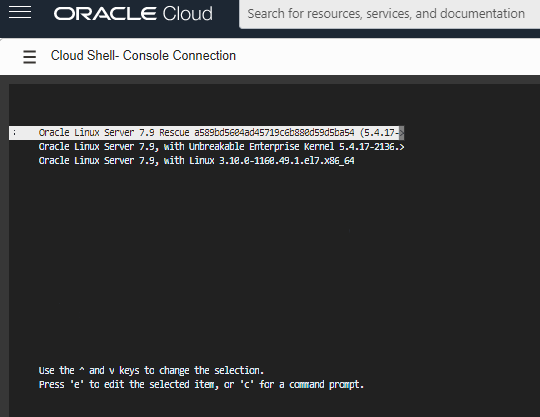 ORACLE Cloud
Search for resources, services, and documentation
Cloud Shell- Console Connection
: Oracle Linux Server 7.9 Rescue a589bd5604ad45719c6b880d59d5ba54 (5.4.17->
Oracle Linux Server 7.9, with Unbreakable Enterprise Kernel 5.4.17-2136.>
Oracle Linux Server 7.9, with Linux 3.10.0-1160.49.1.el7.x86_64
Use the ^ and v keys to change the selection.
Press 'e' to edit the selected item, or 'c' for a command prompt.